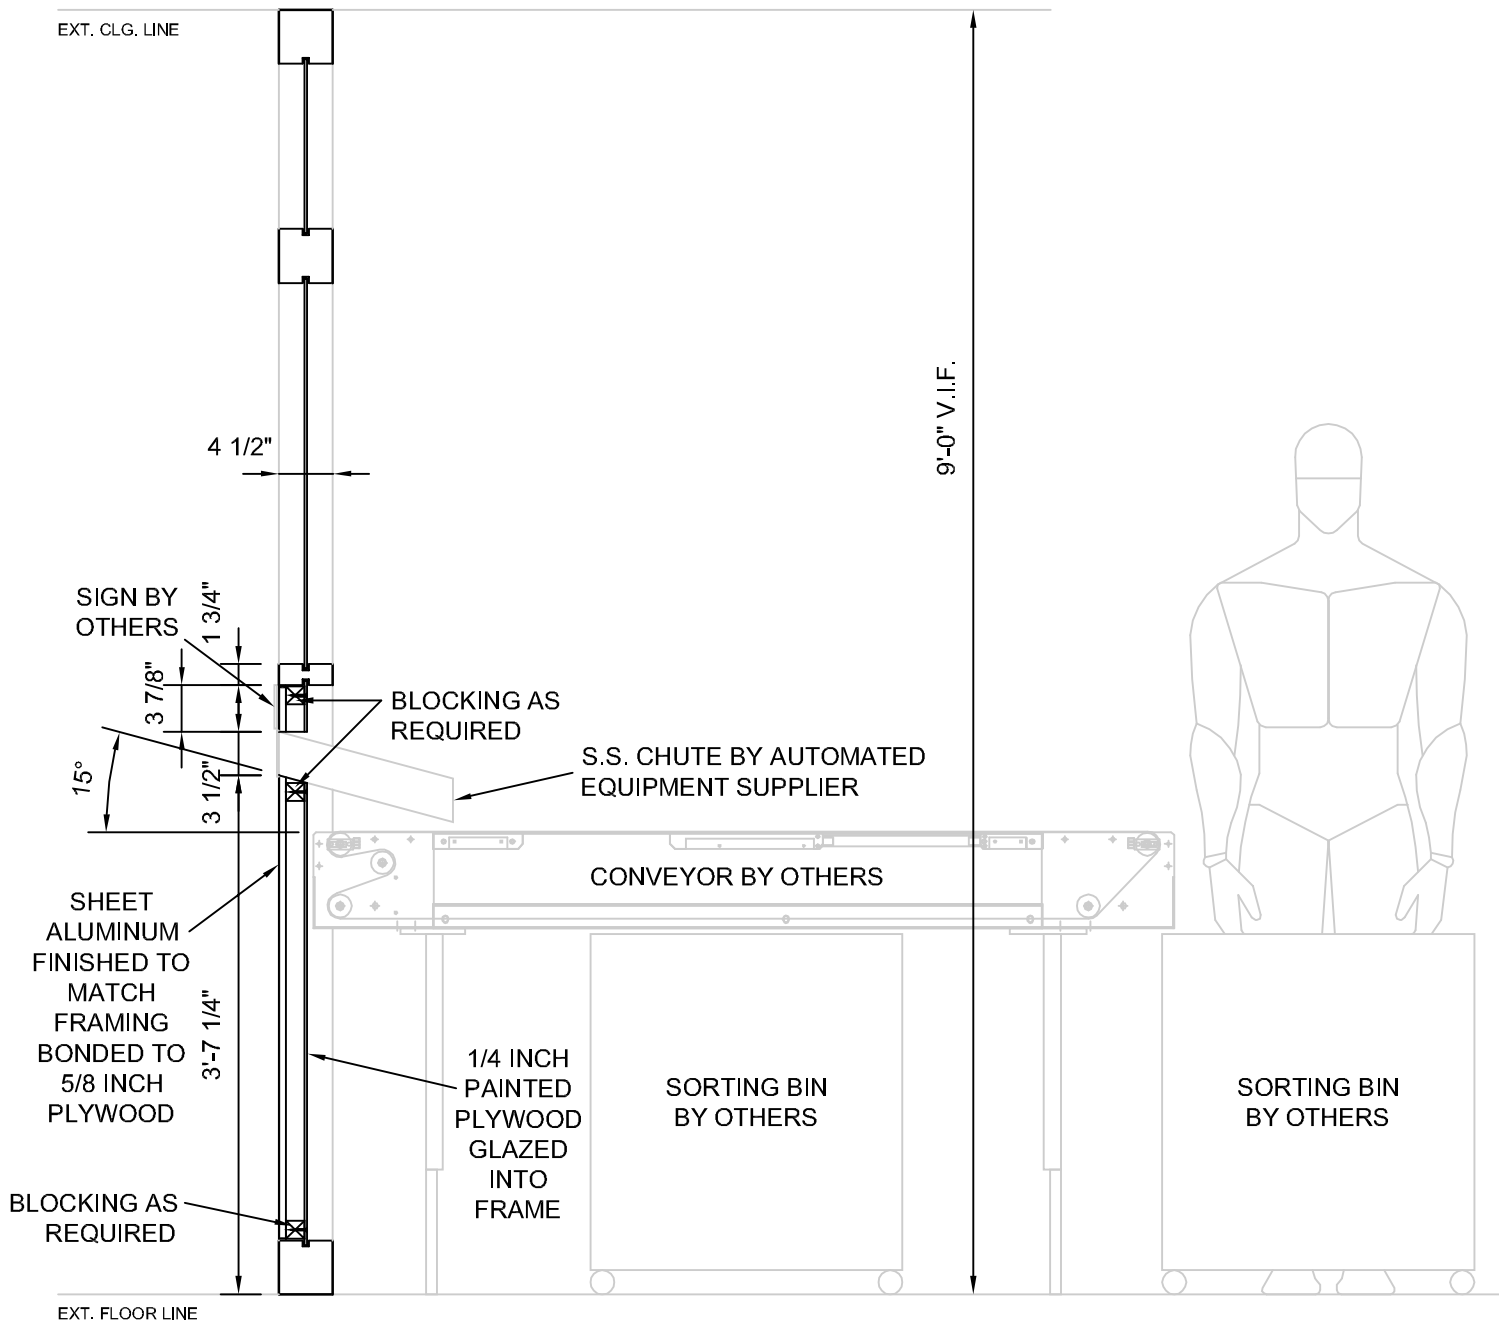 EXT. CLG. LINE
9'-0" V.I.F.
4 1/2"
SIGN BY
OTHERS
1 3/4"
3 7/8"
BLOCKING AS
REQUIRED
S.S. CHUTE BY AUTOMATED
EQUIPMENT SUPPLIER
15°
3 1/2"
CONVEYOR BY OTHERS
SHEET
ALUMINUM
FINISHED TO
MATCH
FRAMING
BONDED TO
5/8 INCH
PLYWOOD
3'-7 1/4"
1/4 INCH
PAINTED
PLYWOOD
GLAZED
INTO
FRAME
SORTING BIN
BY OTHERS
SORTING BIN
BY OTHERS
BLOCKING AS
REQUIRED
EXT. FLOOR LINE